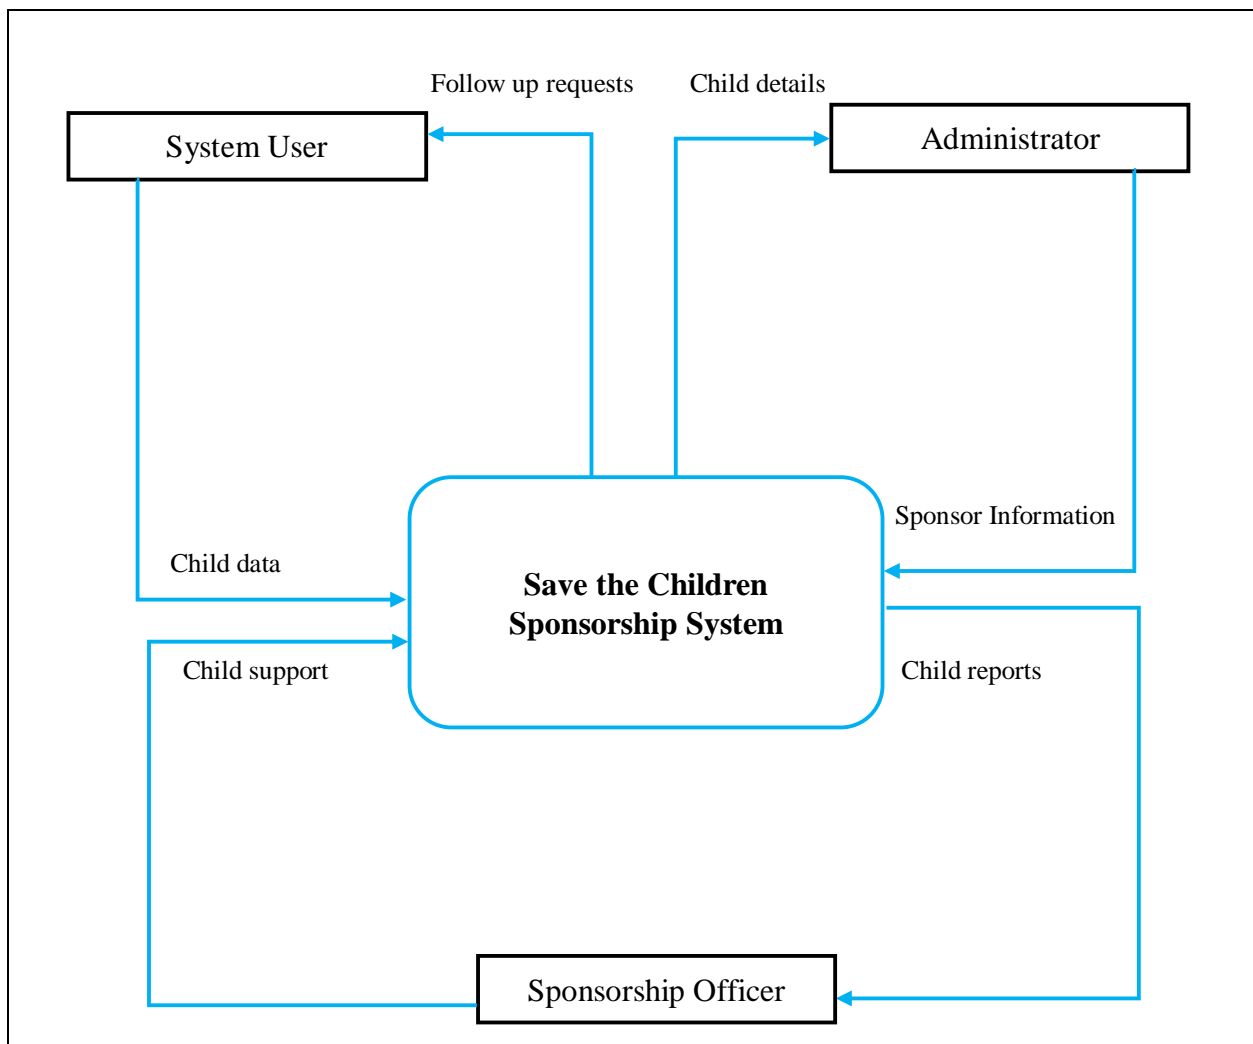 Follow up requests
Child details
System User
Administrator
Sponsor Information
Child data
Save the Children
Sponsorship System
Child support
Child reports
Sponsorship Officer